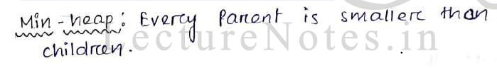 Min-heap: Every Parent is smaller than
children.
LectureNotes.in